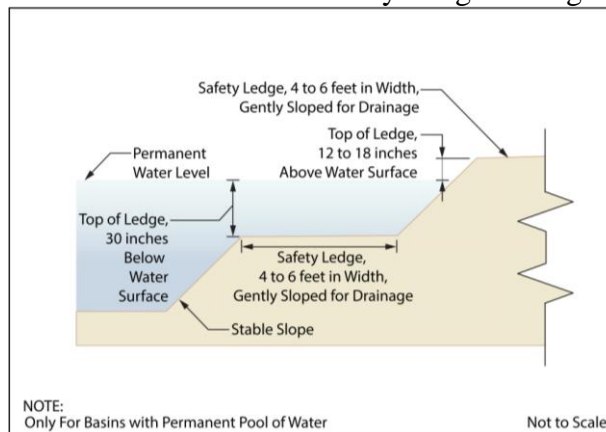 Safety Ledge, 4 to 6 feet in Width,
Gently Sloped for Drainage
Top of Ledge,
12 to 18 inches
Above Water Surface
Permanent
Water Level
Top of Ledge,
30 inches
Below
Water
Surface
Safety Ledge,
4 to 6 feet in Width,
Gently Sloped for Drainage
Stable Slope
NOTE:
Only For Basins with Permanent Pool of Water
Not to Scale